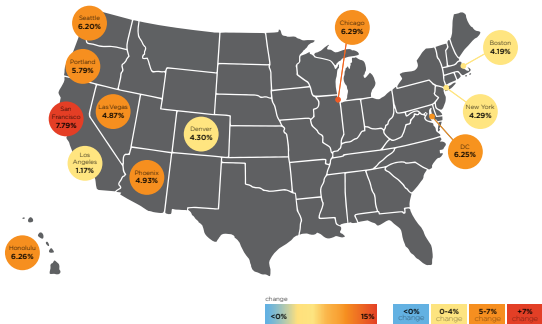 Seattle
6.20%
Chicago
6.29%
Boston
4.19%
Portland
5.79%
San
Francisco
7.79%
Las Vegas
4.87%
New York
4.29%
Denver
4.30%
DC
6.25%
Los
Angeles
1.17%
Phoenix
4.93%
Honolulu
6.26%
change
<0% 15%
<0% 0-4% 5-7% +7%
change change change change